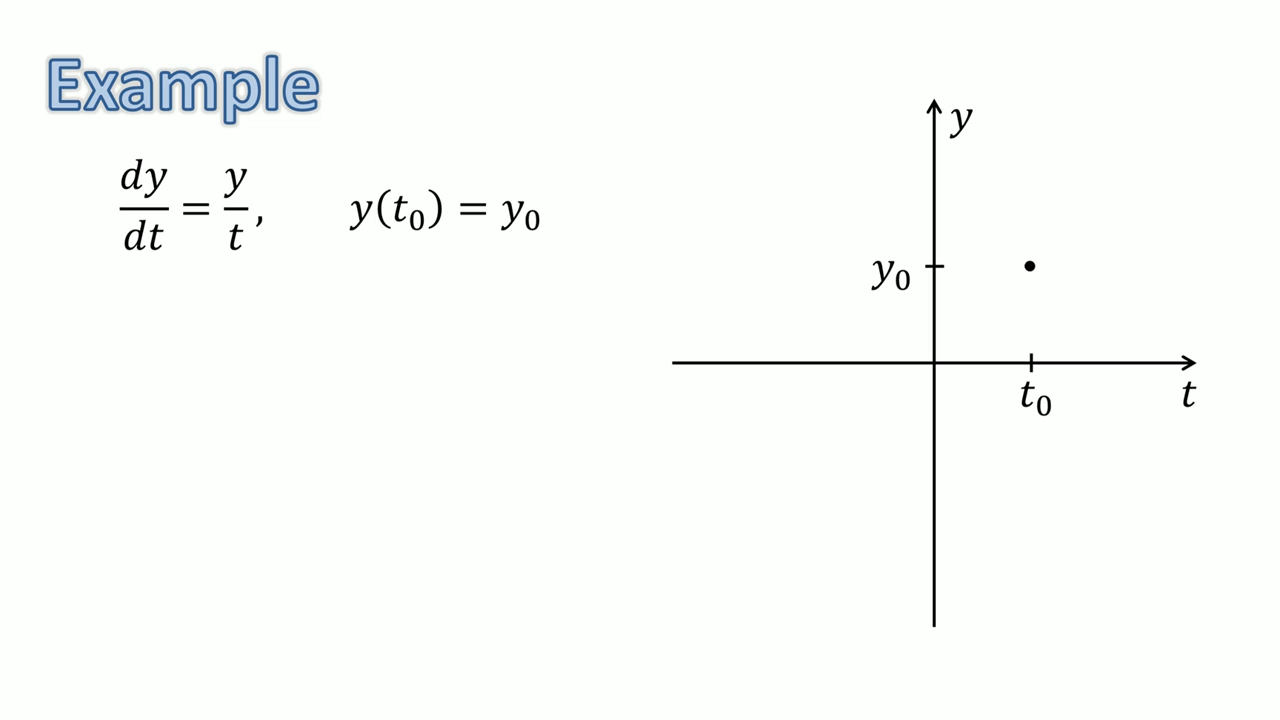 Example
dy/dt = y/t,    y(t₀) = y₀
y
y₀
t₀
t